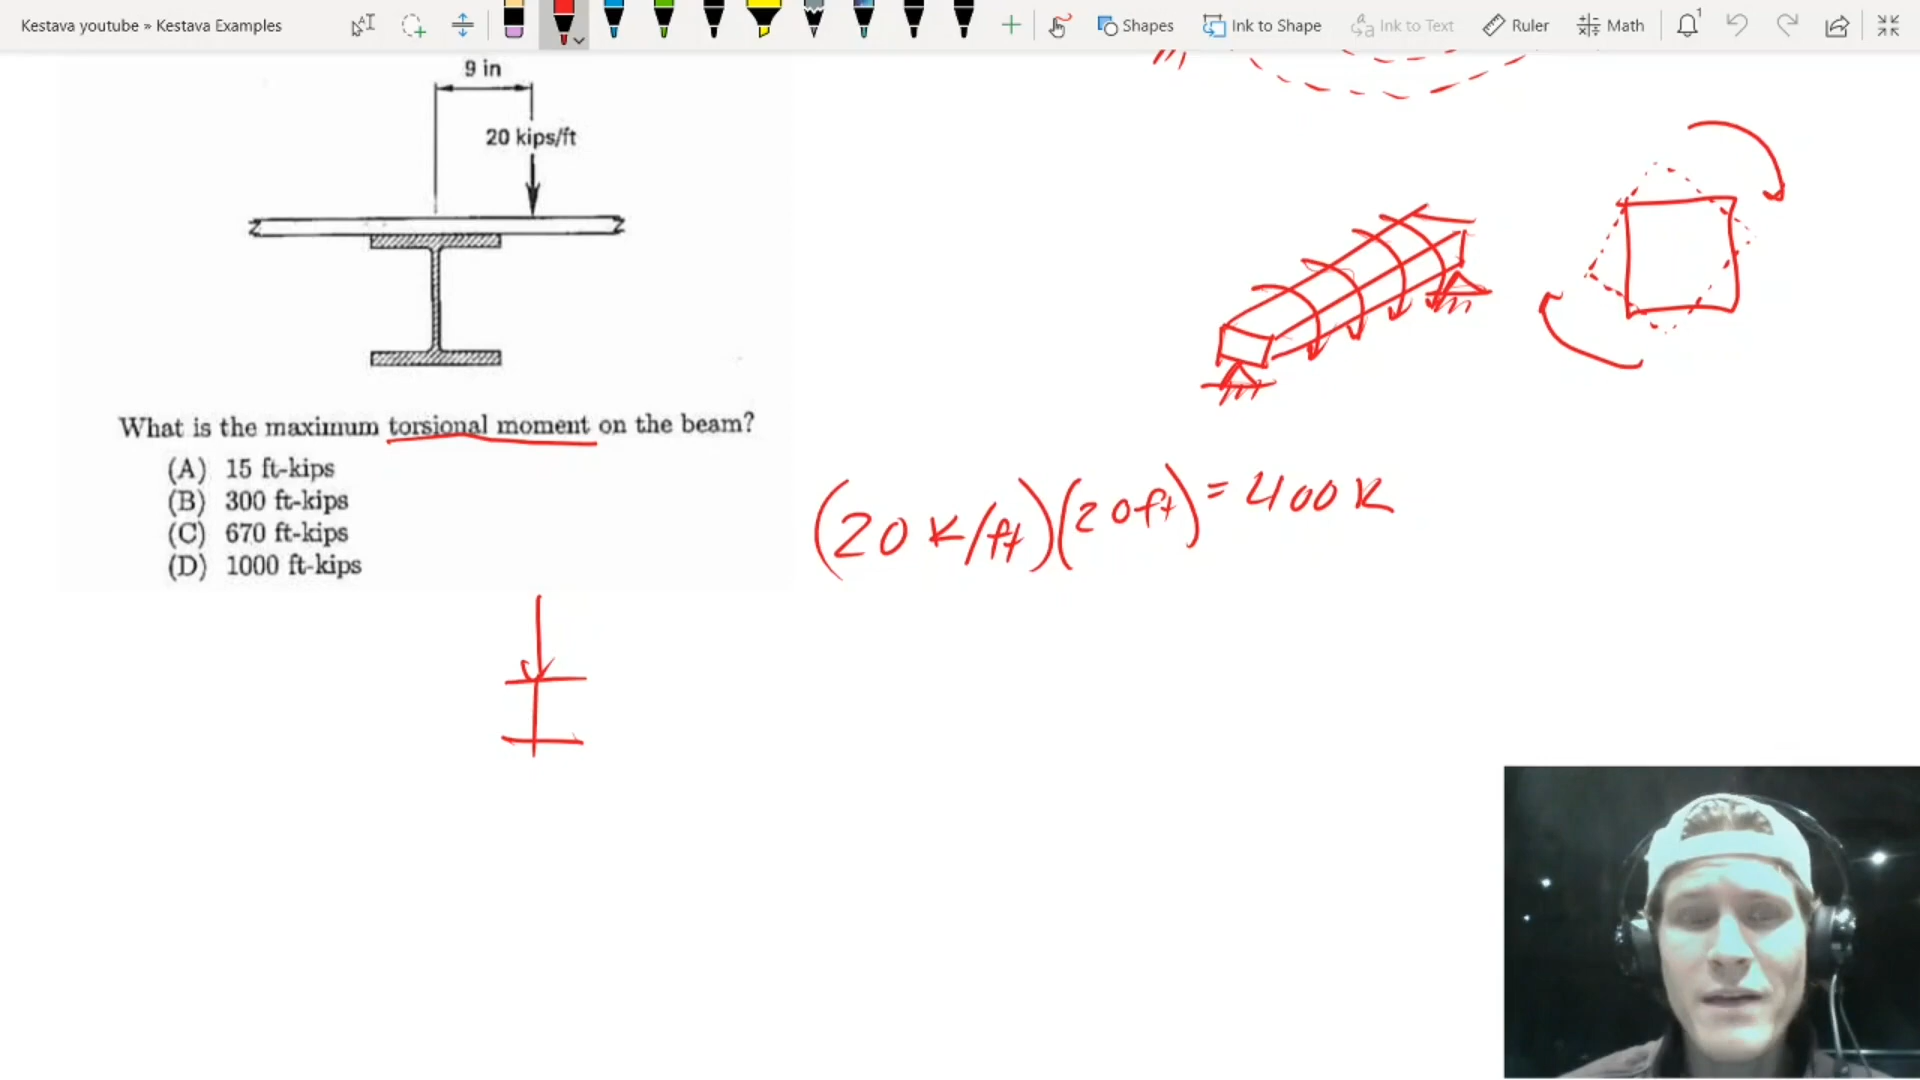 Kestava youtube » Kestava Examples
Shapes
Ink to Shape
Ink to Text
Ruler
Math
1
9 in
20 kips/ft
What is the maximum torsional moment on the beam?
(A) 15 ft-kips
(B) 300 ft-kips
(C) 670 ft-kips
(D) 1000 ft-kips
(20 K/ft)(20ft) = 400 K